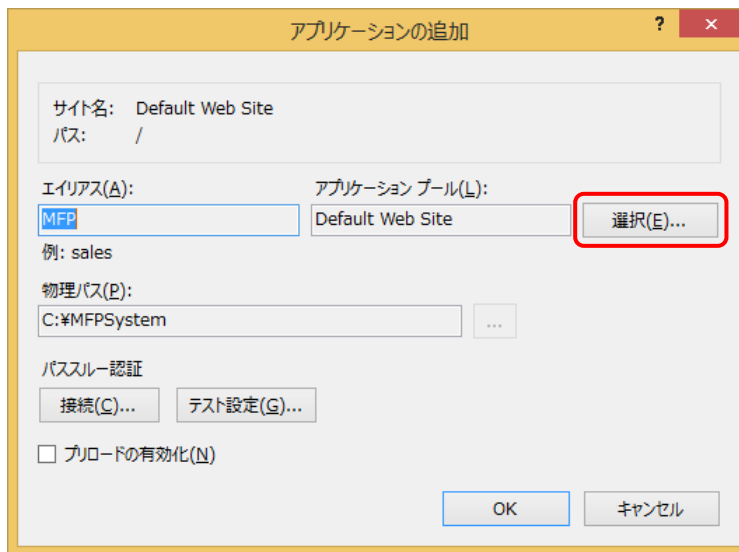 アプリケーションの追加
? ×
サイト名: Default Web Site
パス: /
エイリアス(A): アプリケーション プール(L):
MFP Default Web Site 選択(E)...
例: sales
物理パス(P):
C:¥MFPSystem ...
パススルー認証
接続(C)... テスト設定(G)...
プリロードの有効化(N)
OK キャンセル